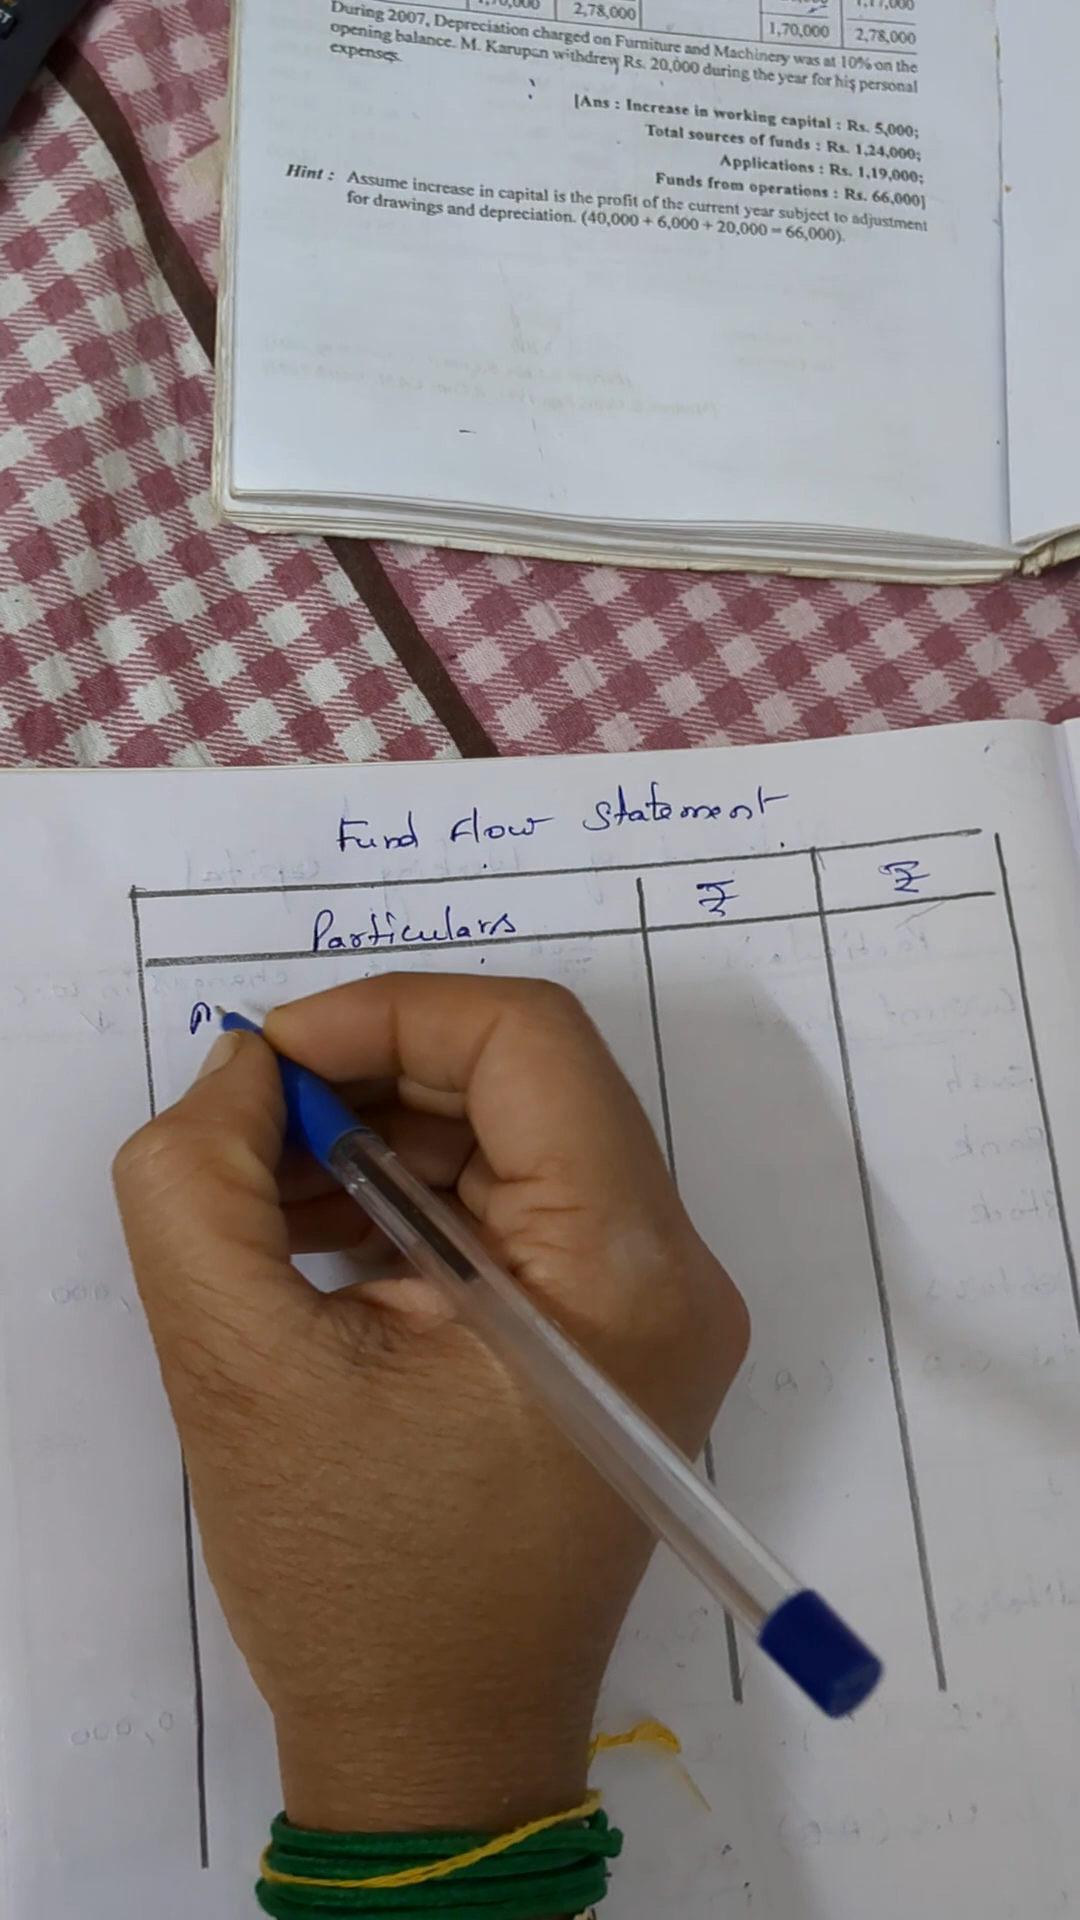 2,78,000
1,70,000 2,78,000
During 2007, Depreciation charged on Furniture and Machinery was at 10% on the
opening balance. M. Karupan withdrew Rs. 20,000 during the year for his personal
expenses.
[Ans : Increase in working capital : Rs. 5,000;
Total sources of funds : Rs. 1,24,000;
Applications : Rs. 1,19,000;
Funds from operations : Rs. 66,000]
Hint : Assume increase in capital is the profit of the current year subject to adjustment
for drawings and depreciation. (40,000 + 6,000 + 20,000 = 66,000).
Fund Flow Statement
Particulars ₹ ₹